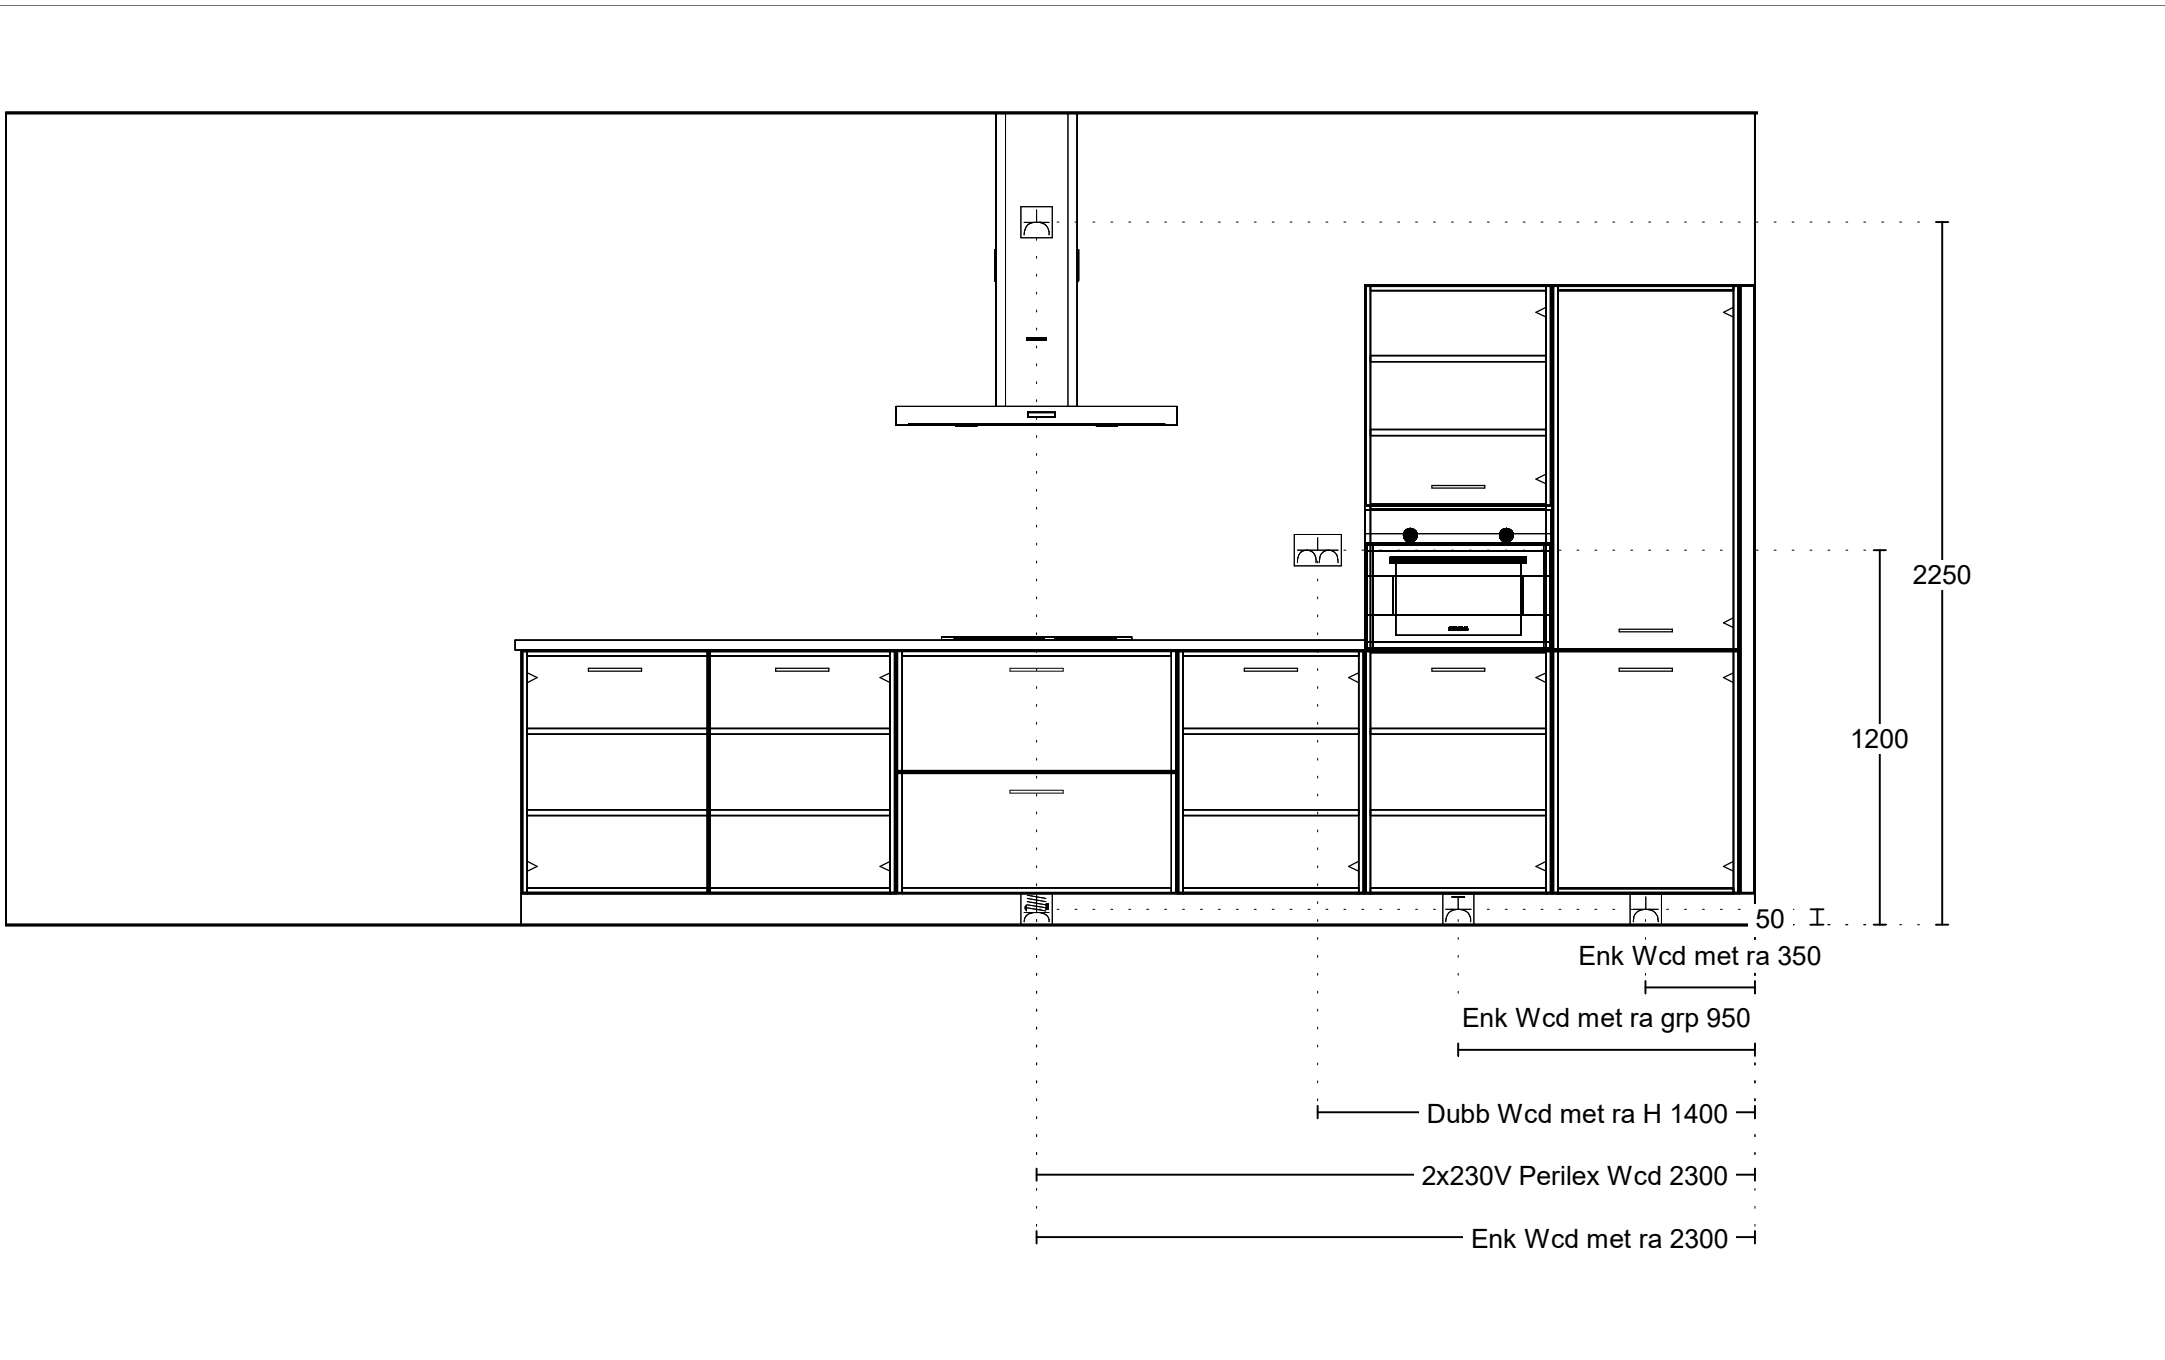 2250
1200
50
Enk Wcd met ra 350
Enk Wcd met ra grp 950
Dubb Wcd met ra H 1400
2x230V Perilex Wcd 2300
Enk Wcd met ra 2300